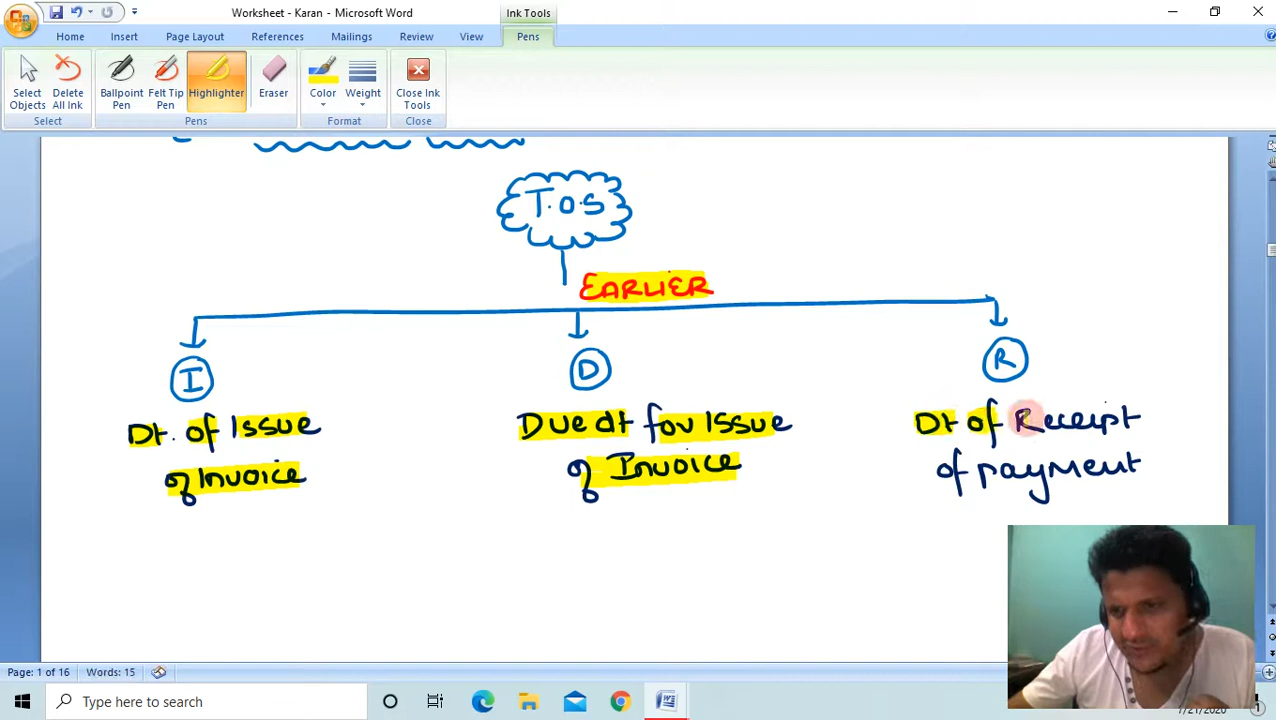 Worksheet - Karan - Microsoft Word
Ink Tools
Home Insert Page Layout References Mailings Review View Pens
Select Objects
Delete All Ink
Ballpoint Pen
Felt Tip Pen
Highlighter
Eraser
Color
Weight
Close Ink Tools
Select Pens Format Close
T.O.S
EARLIER
I D R
Dt. of Issue
of Invoice
Due dt for Issue
of Invoice
Dt of Receipt
of payment
Page: 1 of 16 Words: 15
Type here to search
7/21/2020